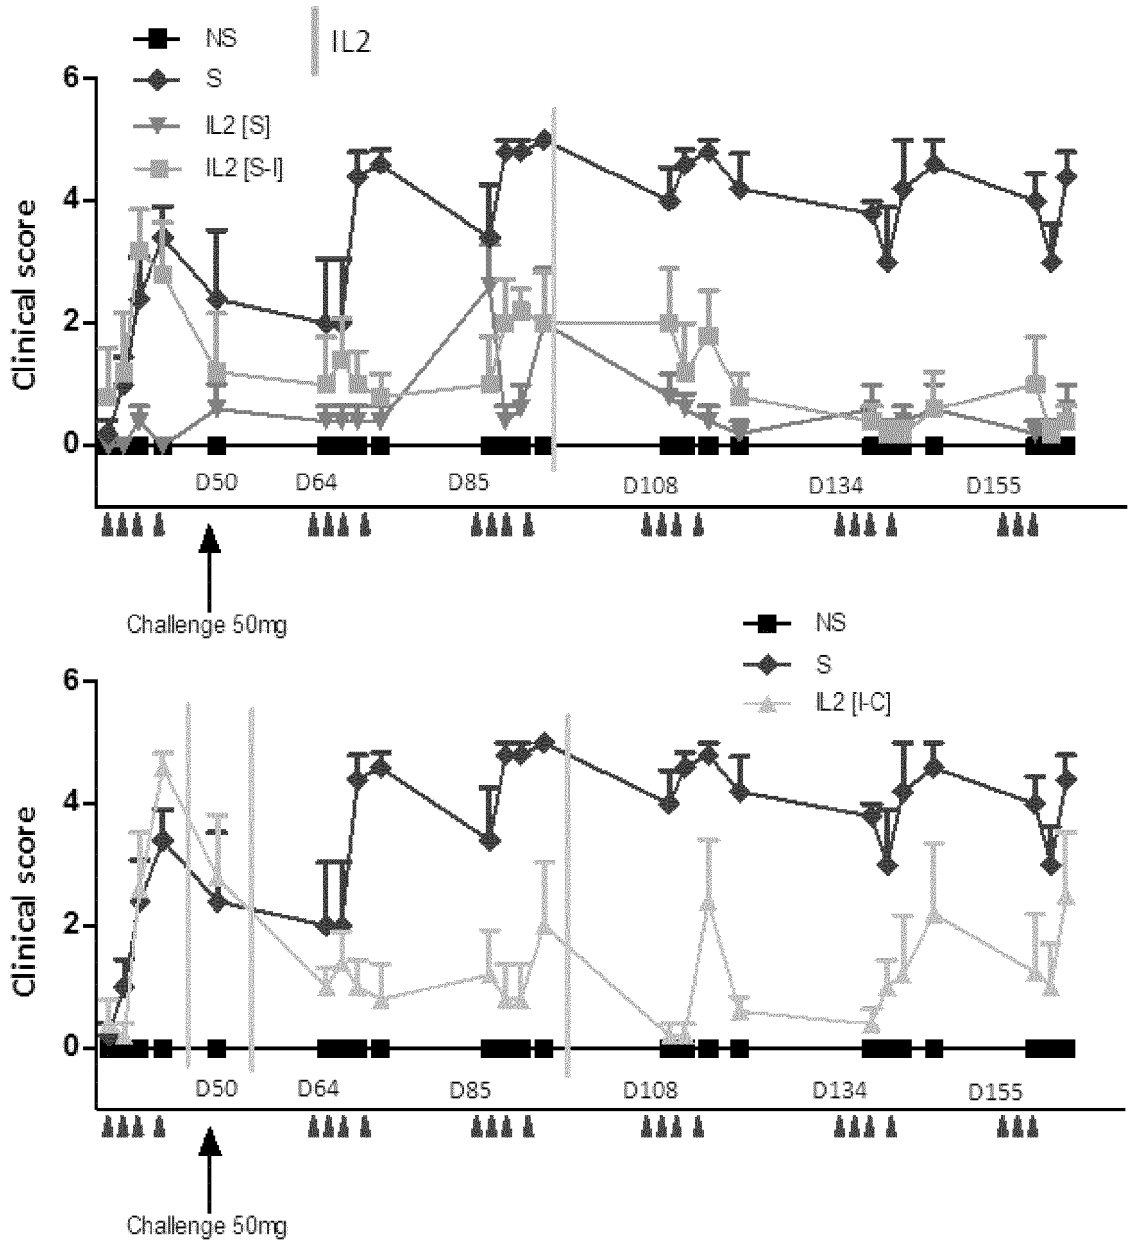 NS
IL2
S
IL2 [S]
IL2 [S-I]
Clinical score
6
4
2
0
D50 D64 D85 D108 D134 D155
Challenge 50mg
NS
S
IL2 [I-C]
Clinical score
6
4
2
0
D50 D64 D85 D108 D134 D155
Challenge 50mg